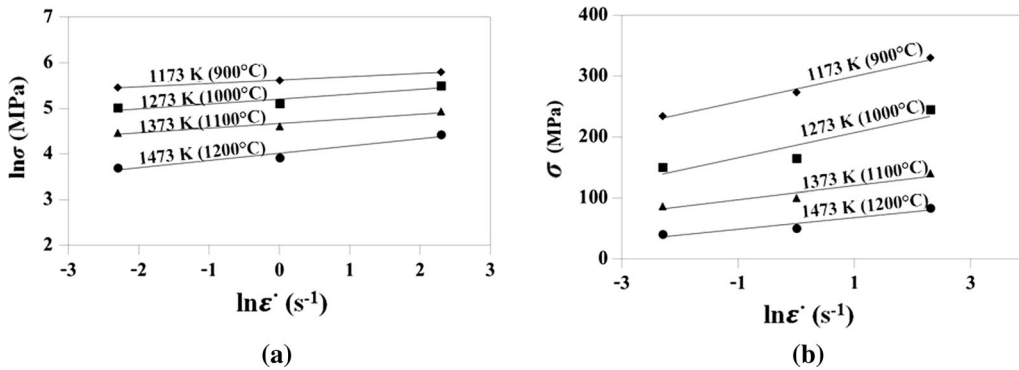 7
6
5
4
3
2
lnσ (MPa)
1173 K (900°C)
1273 K (1000°C)
1373 K (1100°C)
1473 K (1200°C)
-3 -2 -1 0 1 2 3
lnε˙ (s⁻¹)
(a)
400
300
200
100
0
σ (MPa)
1173 K (900°C)
1273 K (1000°C)
1373 K (1100°C)
1473 K (1200°C)
-3 -1 1 3
lnε˙ (s⁻¹)
(b)